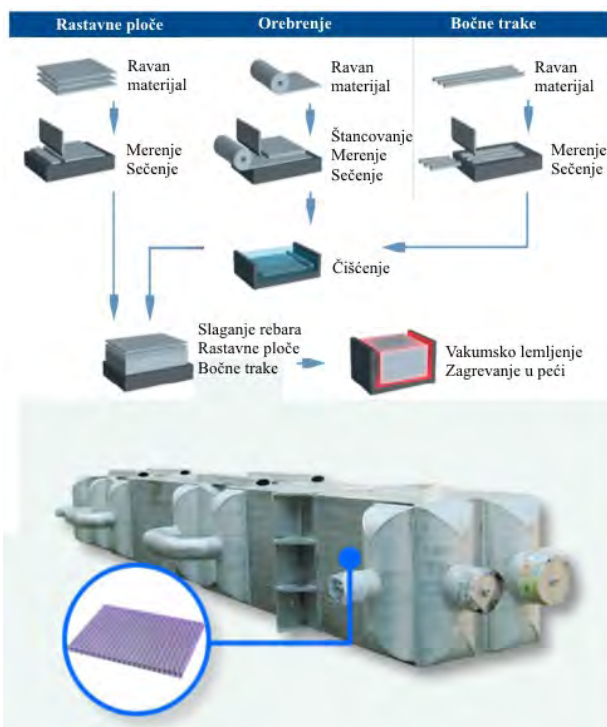 Rastavne ploče
Orebrenje
Bočne trake
Ravan
materijal
Ravan
materijal
Ravan
materijal
Merenje
Sečenje
Štancovanje
Merenje
Sečenje
Merenje
Sečenje
Čišćenje
Slaganje rebara
Rastavne ploče
Bočne trake
Vakumsko lemljenje
Zagrevanje u peći